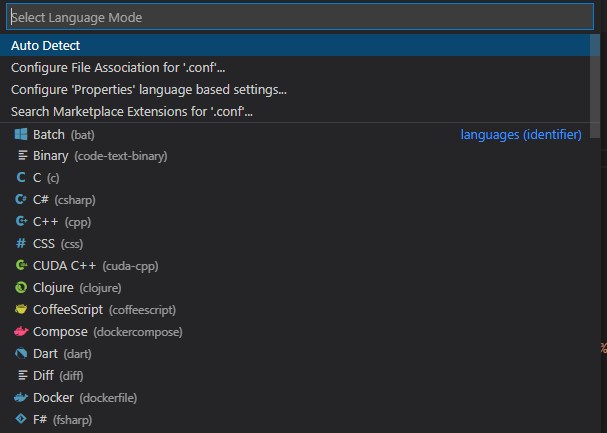 Select Language Mode
Auto Detect
Configure File Association for '.conf'...
Configure 'Properties' language based settings...
Search Marketplace Extensions for '.conf'...
Batch (bat) languages (identifier)
Binary (code-text-binary)
C (c)
C# (csharp)
C++ (cpp)
CSS (css)
CUDA C++ (cuda-cpp)
Clojure (clojure)
CoffeeScript (coffeescript)
Compose (dockercompose)
Dart (dart)
Diff (diff)
Docker (dockerfile)
F# (fsharp)
%